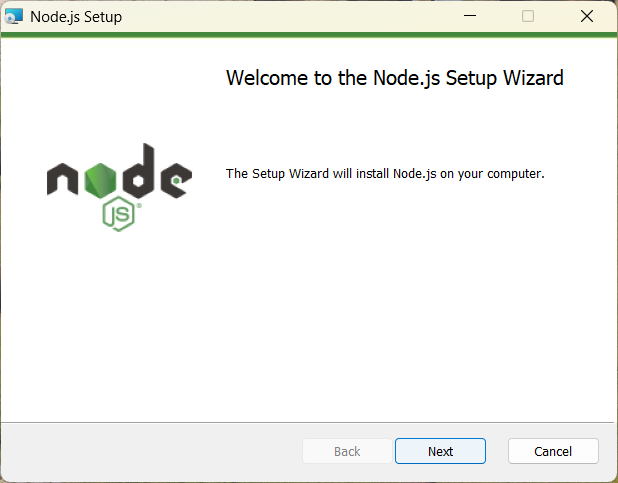 Node.js Setup
Welcome to the Node.js Setup Wizard
node
JS
The Setup Wizard will install Node.js on your computer.
Back
Next
Cancel